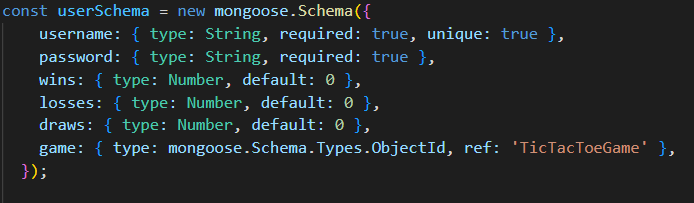 const userSchema = new mongoose.Schema({
    username: { type: String, required: true, unique: true },
    password: { type: String, required: true },
    wins: { type: Number, default: 0 },
    losses: { type: Number, default: 0 },
    draws: { type: Number, default: 0 },
    game: { type: mongoose.Schema.Types.ObjectId, ref: 'TicTacToeGame' },
  });